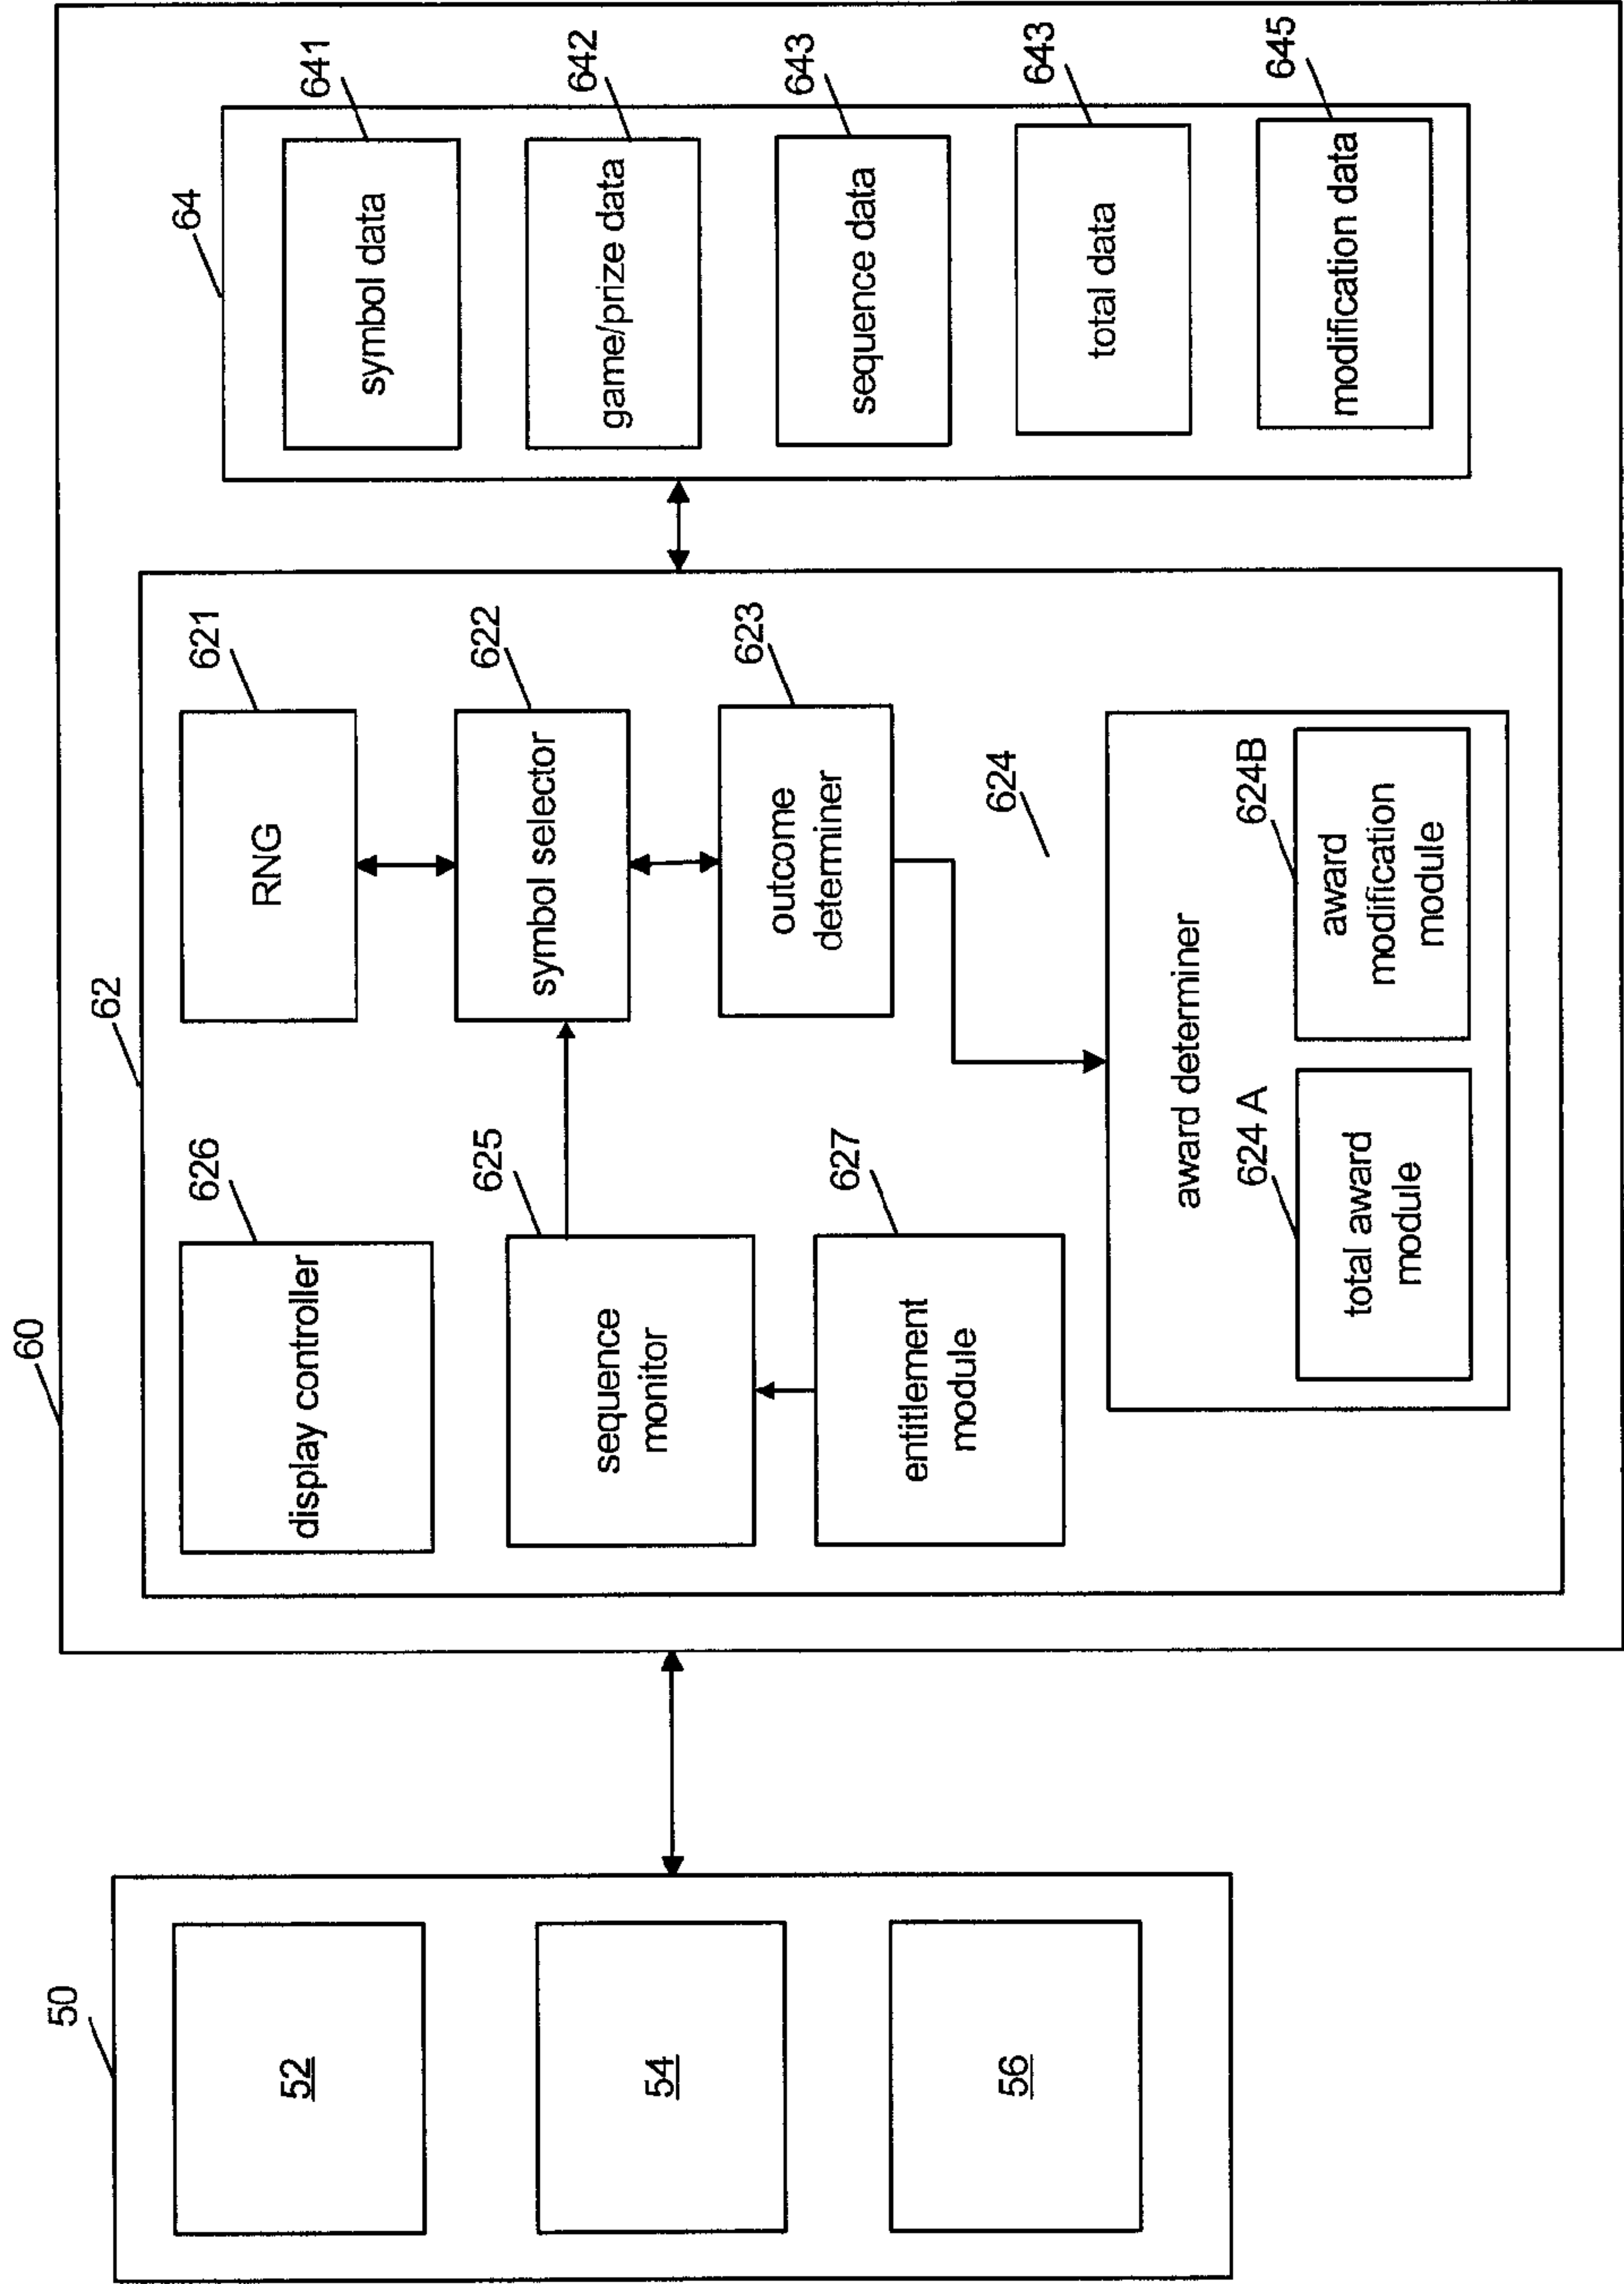 60
62
64
626
display controller
621
RNG
641
symbol data
625
sequence
monitor
622
symbol selector
642
game/prize data
627
entitlement
module
623
outcome
determiner
643
sequence data
624
award determiner
643
total data
624 A
total award
module
624B
award
modification
module
645
modification data
50
52
54
56